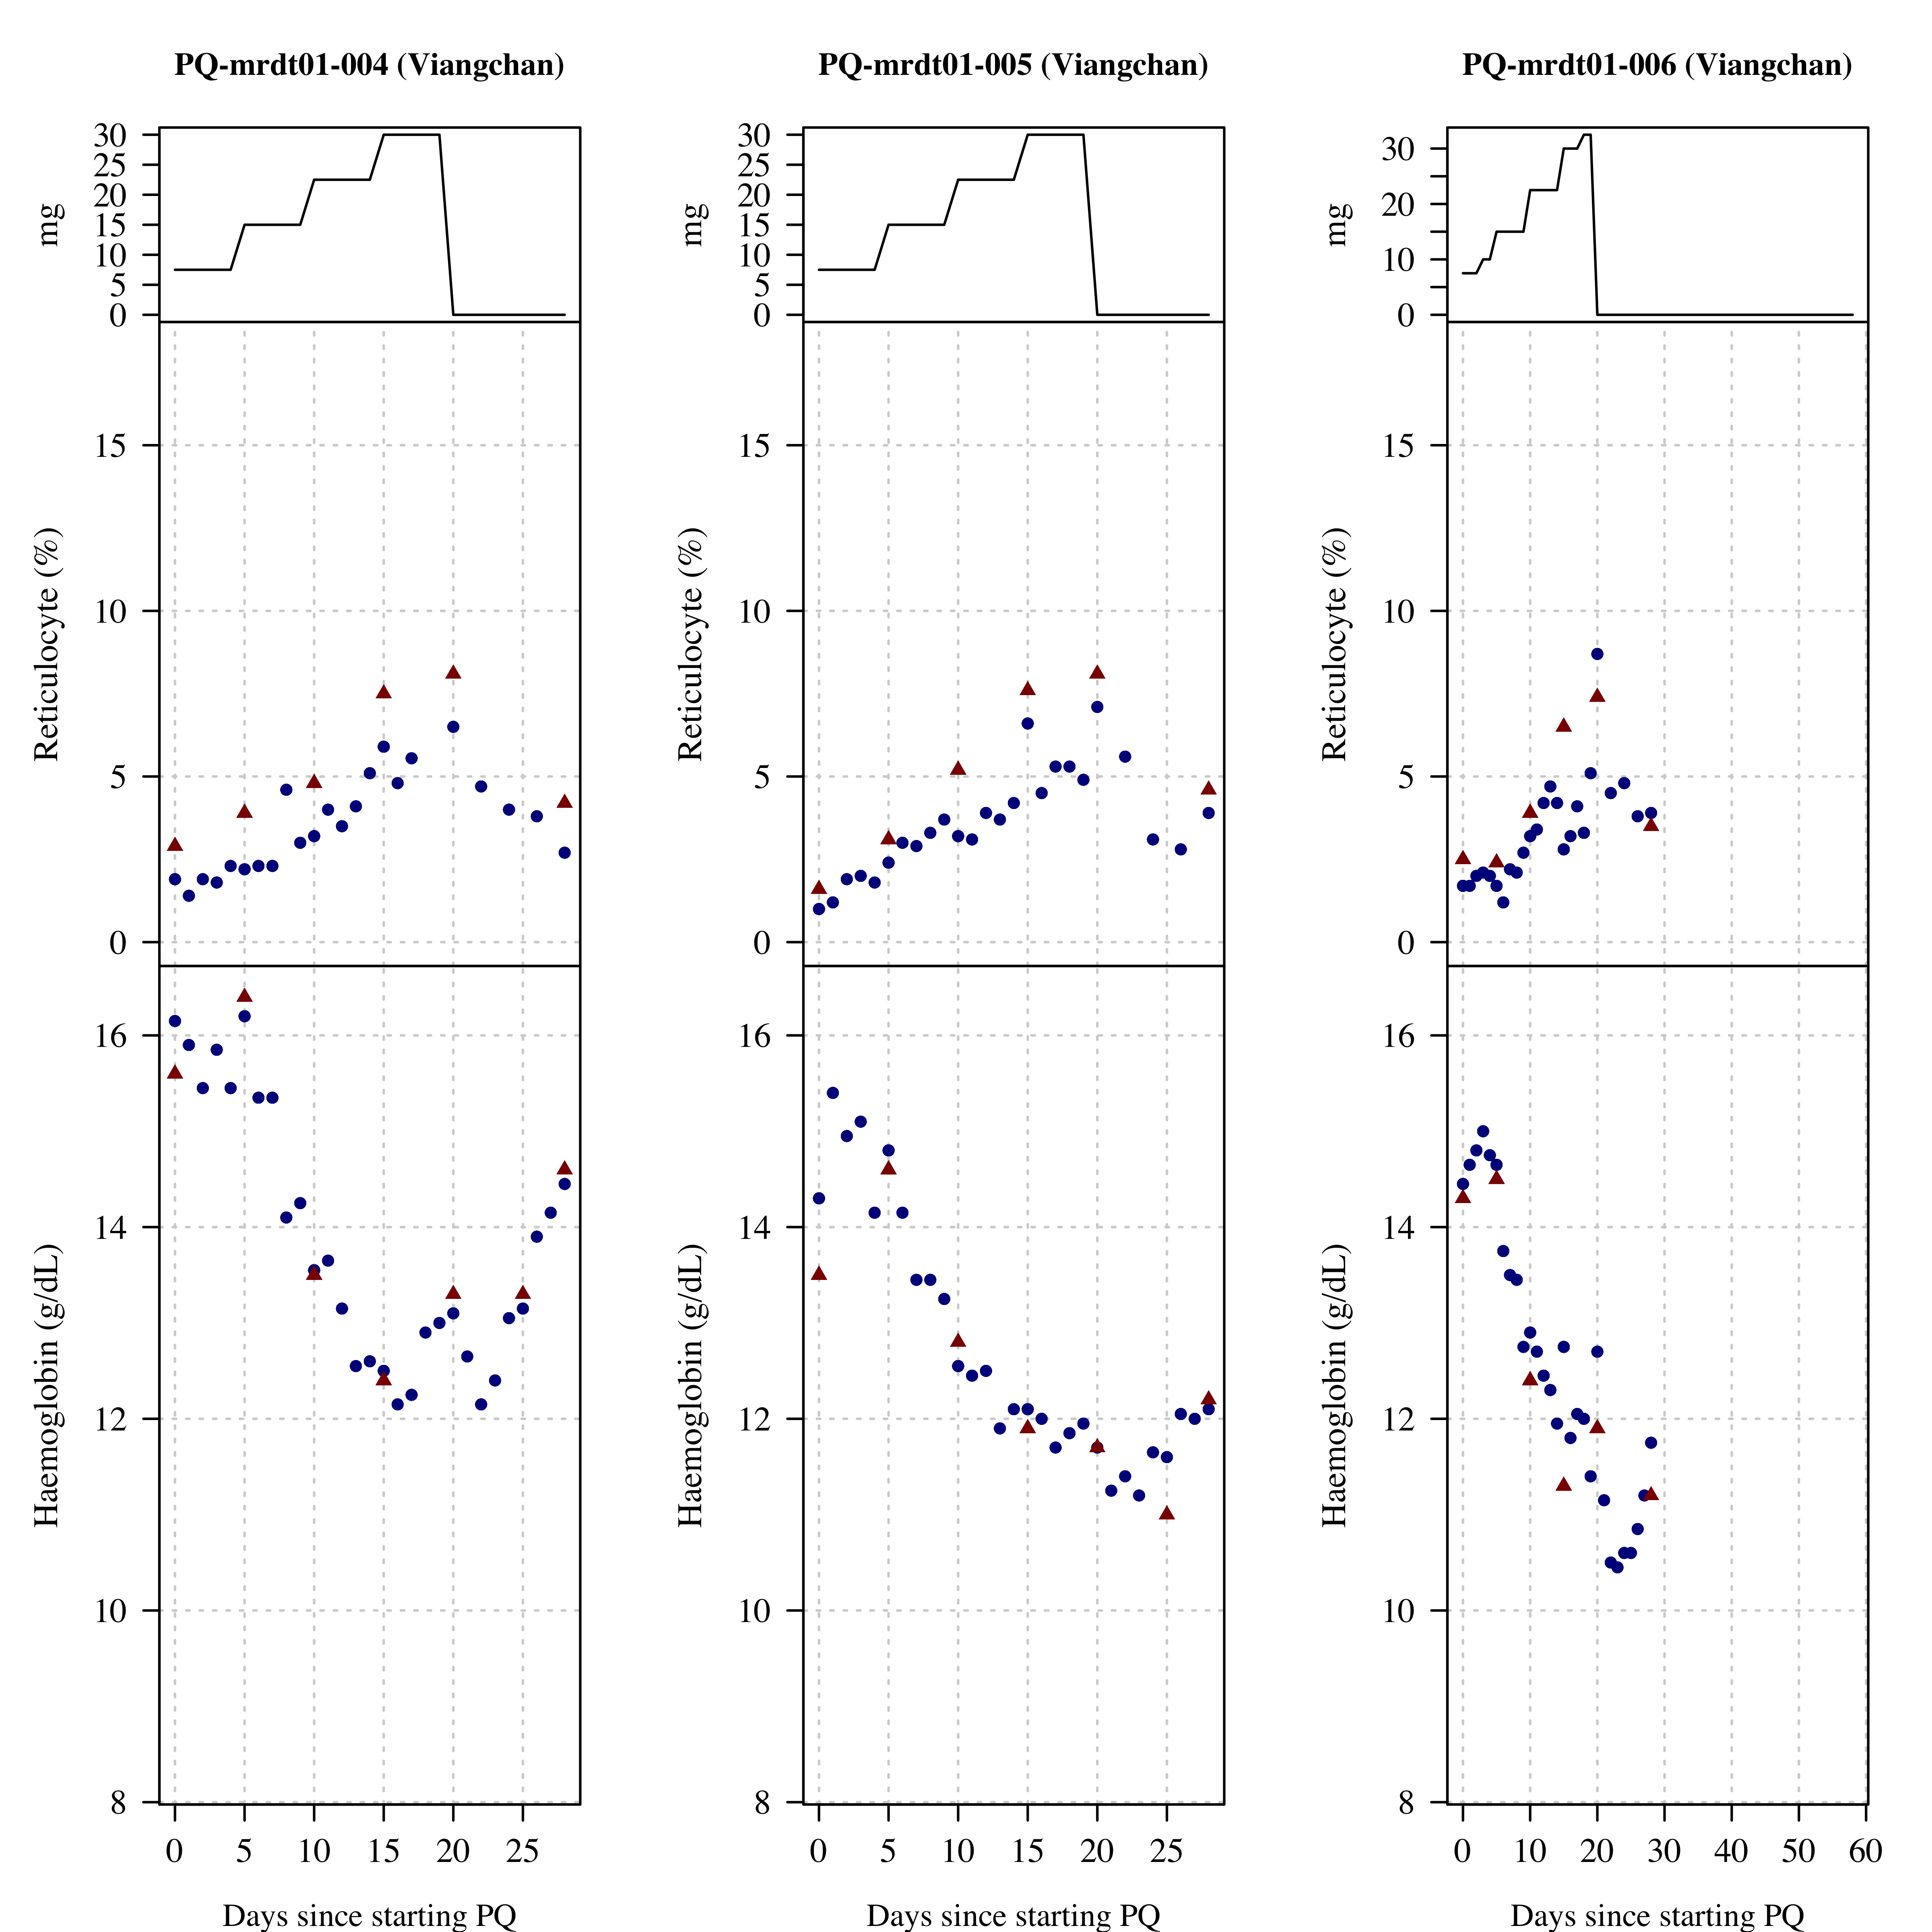 PQ-mrdt01-004 (Viangchan)
30
25
20
15
10
5
0
mg
15
10
5
0
Reticulocyte (%)
16
14
12
10
8
Haemoglobin (g/dL)
0 5 10 15 20 25
Days since starting PQ
PQ-mrdt01-005 (Viangchan)
30
25
20
15
10
5
0
mg
15
10
5
0
Reticulocyte (%)
16
14
12
10
8
Haemoglobin (g/dL)
0 5 10 15 20 25
Days since starting PQ
PQ-mrdt01-006 (Viangchan)
30
20
10
0
mg
15
10
5
0
Reticulocyte (%)
16
14
12
10
8
Haemoglobin (g/dL)
0 10 20 30 40 50 60
Days since starting PQ